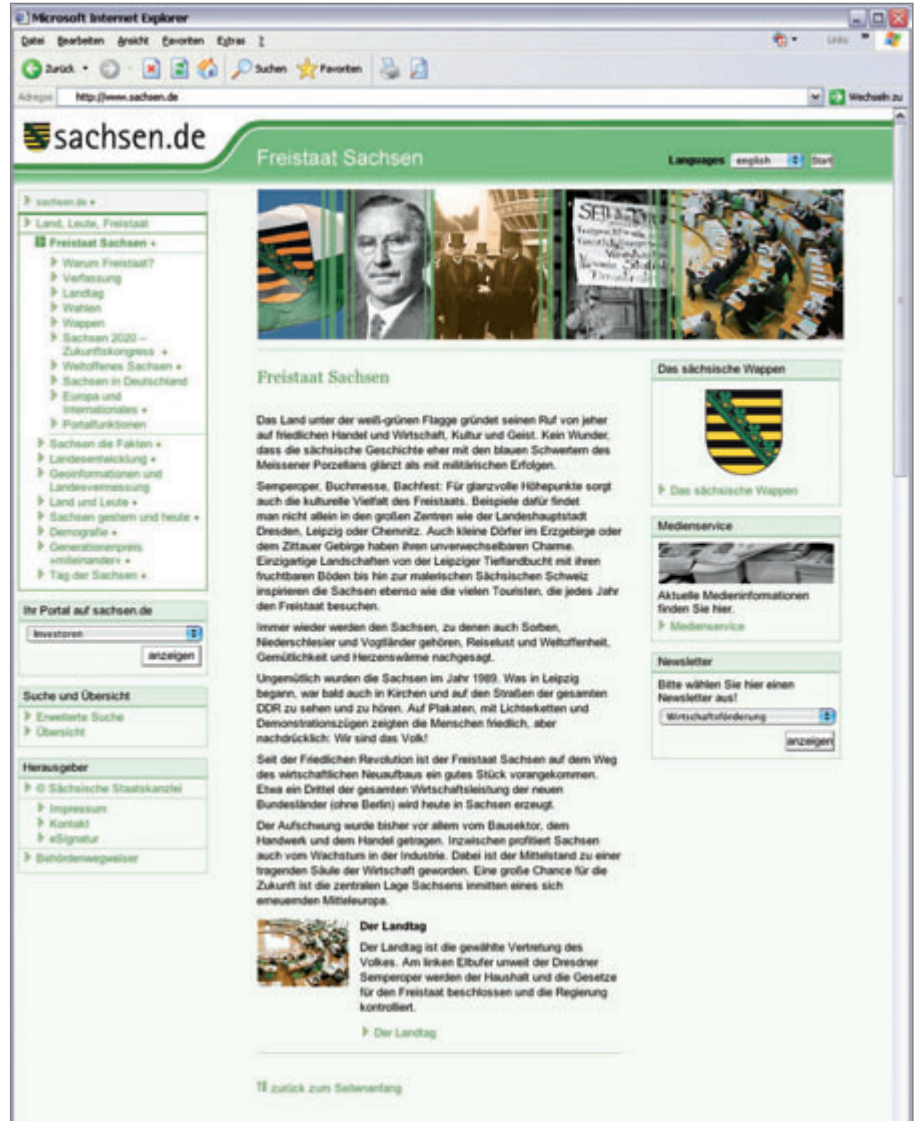 Microsoft Internet Explorer
Datei Bearbeiten Ansicht Favoriten Extras ?
Links
Zurück Suchen Favoriten
Adresse http://www.sachsen.de Wechseln zu
sachsen.de
Freistaat Sachsen
Languages english Start
sachsen.de +
Land, Leute, Freistaat
Freistaat Sachsen +
Warum Freistaat?
Verfassung
Landtag
Wahlen
Wappen
Sachsen 2020 –
Zukunftskongress +
Weltoffenes Sachsen +
Sachsen in Deutschland
Europa und
Internationales +
Portalfunktionen
Sachsen die Fakten +
Landesentwicklung +
Geoinformationen und
Landesvermessung
Land und Leute +
Sachsen gestern und heute +
Demografie +
Generationenpreis
»miteinander« +
Tag der Sachsen +
Ihr Portal auf sachsen.de
Investoren
anzeigen
Suche und Übersicht
Erweiterte Suche
Übersicht
Herausgeber
© Sächsische Staatskanzlei
Impressum
Kontakt
eSignatur
Behördenwegweiser
Freistaat Sachsen
Das Land unter der weiß-grünen Flagge gründet seinen Ruf von jeher
auf friedlichen Handel und Wirtschaft, Kultur und Geist. Kein Wunder,
dass die sächsische Geschichte eher mit den blauen Schwertern des
Meissener Porzellans glänzt als mit militärischen Erfolgen.
Semperoper, Buchmesse, Bachfest: Für glanzvolle Höhepunkte sorgt
auch die kulturelle Vielfalt des Freistaats. Beispiele dafür findet
man nicht allein in den großen Zentren wie der Landeshauptstadt
Dresden, Leipzig oder Chemnitz. Auch kleine Dörfer im Erzgebirge oder
dem Zittauer Gebirge haben ihren unverwechselbaren Charme.
Einzigartige Landschaften von der Leipziger Tieflandbucht mit ihren
fruchtbaren Böden bis hin zur malerischen Sächsischen Schweiz
inspirieren die Sachsen ebenso wie die vielen Touristen, die jedes Jahr
den Freistaat besuchen.
Immer wieder werden den Sachsen, zu denen auch Sorben,
Niederschlesier und Vogtländer gehören, Reiselust und Weltoffenheit,
Gemütlichkeit und Herzenswärme nachgesagt.
Ungemütlich wurden die Sachsen im Jahr 1989. Was in Leipzig
begann, war bald auch in Kirchen und auf den Straßen der gesamten
DDR zu sehen und zu hören. Auf Plakaten, mit Lichterketten und
Demonstrationszügen zeigten die Menschen friedlich, aber
nachdrücklich: Wir sind das Volk!
Seit der Friedlichen Revolution ist der Freistaat Sachsen auf dem Weg
des wirtschaftlichen Neuaufbaus ein gutes Stück vorangekommen.
Etwa ein Drittel der gesamten Wirtschaftsleistung der neuen
Bundesländer (ohne Berlin) wird heute in Sachsen erzeugt.
Der Aufschwung wurde bisher vor allem vom Bausektor, dem
Handwerk und dem Handel getragen. Inzwischen profitiert Sachsen
auch vom Wachstum in der Industrie. Dabei ist der Mittelstand zu einer
tragenden Säule der Wirtschaft geworden. Eine große Chance für die
Zukunft ist die zentralen Lage Sachsens inmitten eines sich
erneuernden Mitteleuropa.
Der Landtag
Der Landtag ist die gewählte Vertretung des
Volkes. Am linken Elbufer unweit der Dresdner
Semperoper werden der Haushalt und die Gesetze
für den Freistaat beschlossen und die Regierung
kontrolliert.
Der Landtag
zurück zum Seitenanfang
Das sächsische Wappen
Das sächsische Wappen
Medienservice
Aktuelle Medieninformationen
finden Sie hier.
Medienservice
Newsletter
Bitte wählen Sie hier einen
Newsletter aus!
Wirtschaftsförderung
anzeigen